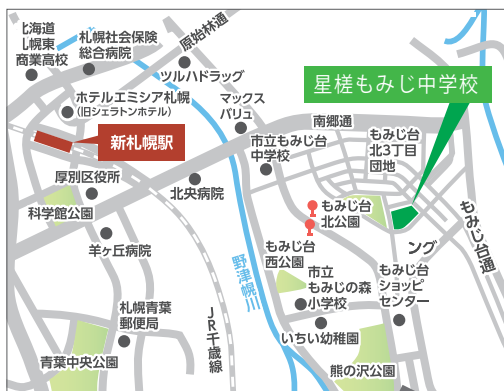 北海道
札幌東
商業高校
札幌社会保険
総合病院
原始林通
ツルハドラッグ
ホテルエミシア札幌
(旧シェラトンホテル)
マックス
バリュ
星槎もみじ中学校
新札幌駅
南郷通
市立もみじ台
中学校
もみじ台
北3丁目
団地
厚別区役所
北央病院
科学館公園
もみじ台
北公園
もみじ台通
羊ヶ丘病院
野津幌川
もみじ台
西公園
ング
もみじ台
ショッピ
センター
市立
もみじの森
小学校
札幌青葉
郵便局
JR千歳線
いちい幼稚園
青葉中央公園
熊の沢公園